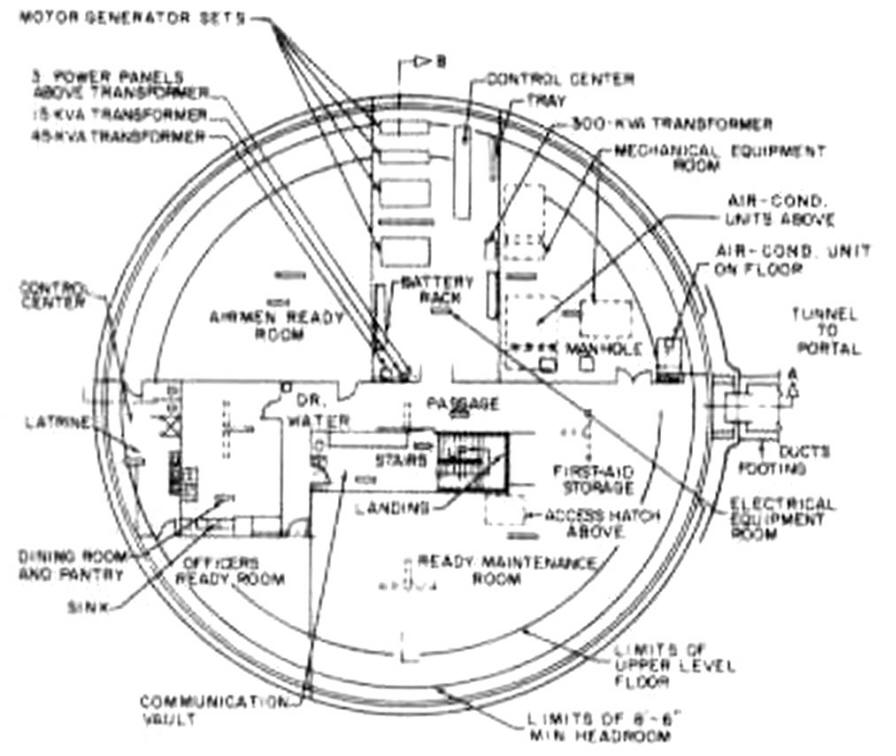 MOTOR GENERATOR SETS
B
3 POWER PANELS
ABOVE TRANSFORMER
15-KVA TRANSFORMER
45-KVA TRANSFORMER
CONTROL CENTER
TRAY
300-KVA TRANSFORMER
MECHANICAL EQUIPMENT
ROOM
AIR-COND.
UNITS ABOVE
AIR-COND. UNIT
ON FLOOR
CONTROL
CENTER
BATTERY
RACK
AIRMEN READY
ROOM
MANHOLE
TUNNEL
TO
PORTAL
A
DR.
WATER
PASSAGE
LATRINE
STAIRS
DUCTS
FOOTING
FIRST-AID
STORAGE
LANDING
ACCESS HATCH
ABOVE
ELECTRICAL
EQUIPMENT
ROOM
DINING ROOM
AND PANTRY
OFFICERS
READY ROOM
READY MAINTENANCE
ROOM
SINK
LIMITS OF
UPPER LEVEL
FLOOR
COMMUNICATION
VAULT
LIMITS OF 8'-6"
MIN HEADROOM